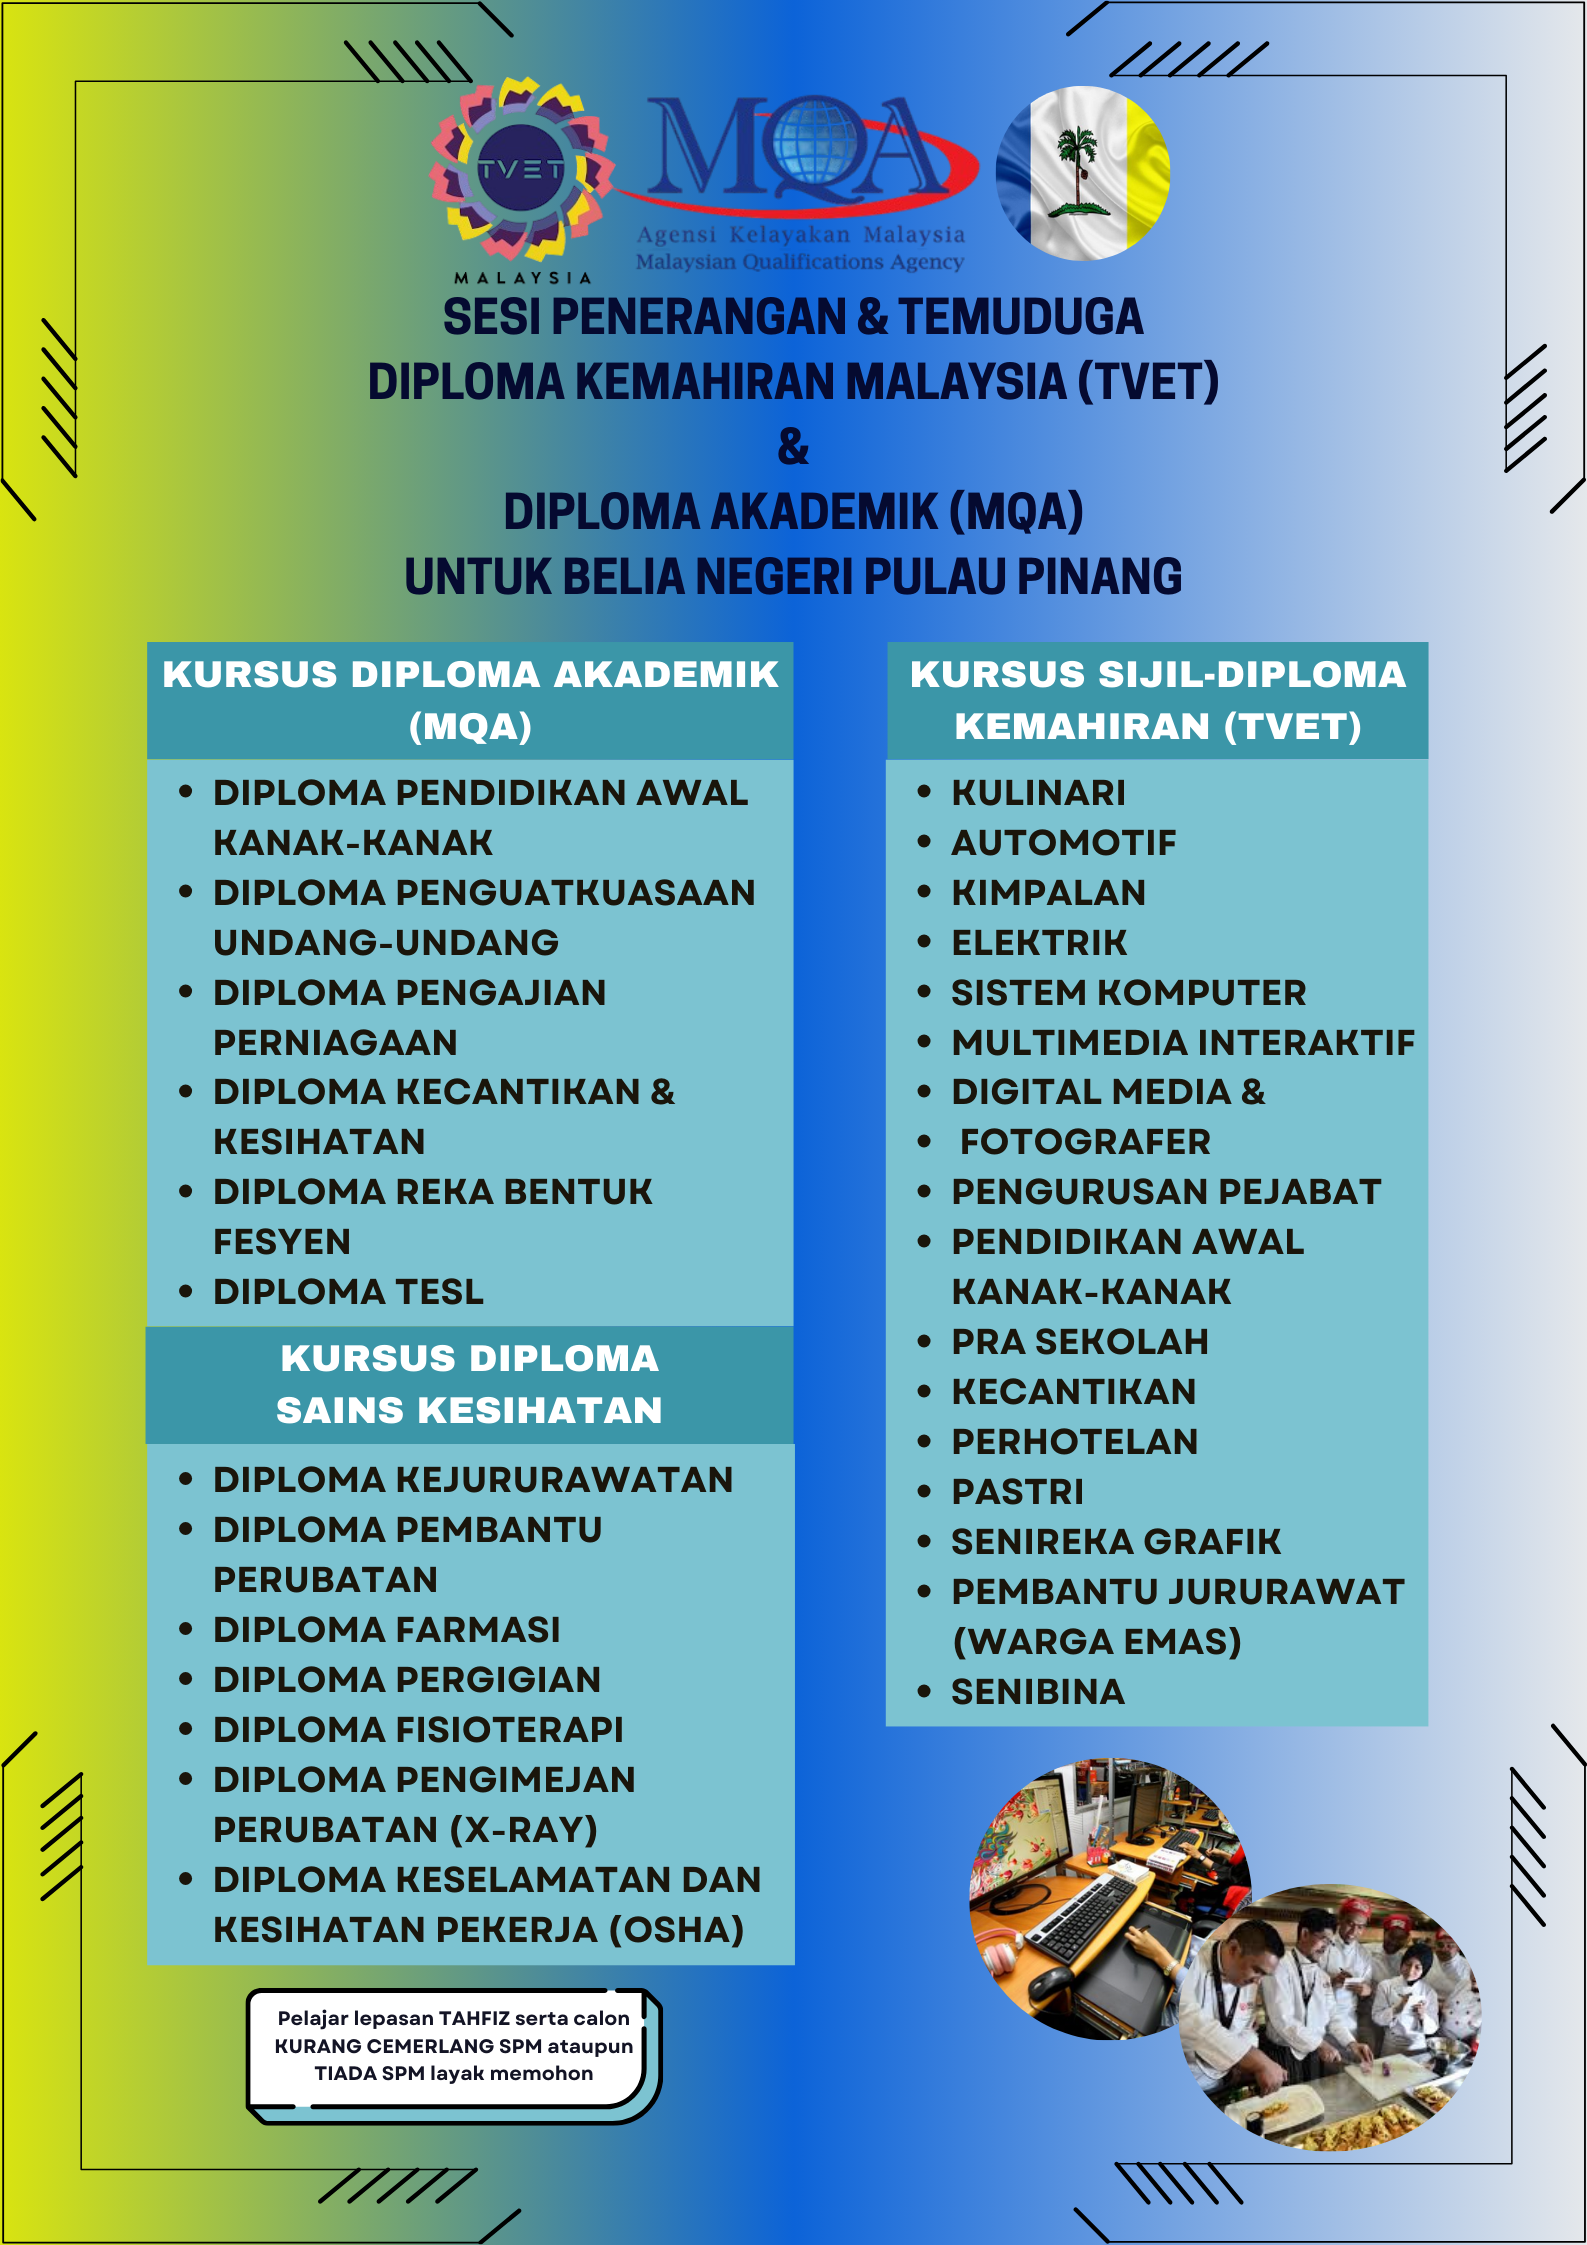 TVET
MALAYSIA
MQA
Agensi Kelayakan Malaysia
Malaysian Qualifications Agency
SESI PENERANGAN & TEMUDUGA
DIPLOMA KEMAHIRAN MALAYSIA (TVET)
&
DIPLOMA AKADEMIK (MQA)
UNTUK BELIA NEGERI PULAU PINANG
KURSUS DIPLOMA AKADEMIK
(MQA)
• DIPLOMA PENDIDIKAN AWAL
KANAK-KANAK
• DIPLOMA PENGUATKUASAAN
UNDANG-UNDANG
• DIPLOMA PENGAJIAN
PERNIAGAAN
• DIPLOMA KECANTIKAN &
KESIHATAN
• DIPLOMA REKA BENTUK
FESYEN
• DIPLOMA TESL
KURSUS DIPLOMA
SAINS KESIHATAN
• DIPLOMA KEJURURAWATAN
• DIPLOMA PEMBANTU
PERUBATAN
• DIPLOMA FARMASI
• DIPLOMA PERGIGIAN
• DIPLOMA FISIOTERAPI
• DIPLOMA PENGIMEJAN
PERUBATAN (X-RAY)
• DIPLOMA KESELAMATAN DAN
KESIHATAN PEKERJA (OSHA)
Pelajar lepasan TAHFIZ serta calon
KURANG CEMERLANG SPM ataupun
TIADA SPM layak memohon
KURSUS SIJIL-DIPLOMA
KEMAHIRAN (TVET)
• KULINARI
• AUTOMOTIF
• KIMPALAN
• ELEKTRIK
• SISTEM KOMPUTER
• MULTIMEDIA INTERAKTIF
• DIGITAL MEDIA &
• FOTOGRAFER
• PENGURUSAN PEJABAT
• PENDIDIKAN AWAL
KANAK-KANAK
• PRA SEKOLAH
• KECANTIKAN
• PERHOTELAN
• PASTRI
• SENIREKA GRAFIK
• PEMBANTU JURURAWAT
(WARGA EMAS)
• SENIBINA